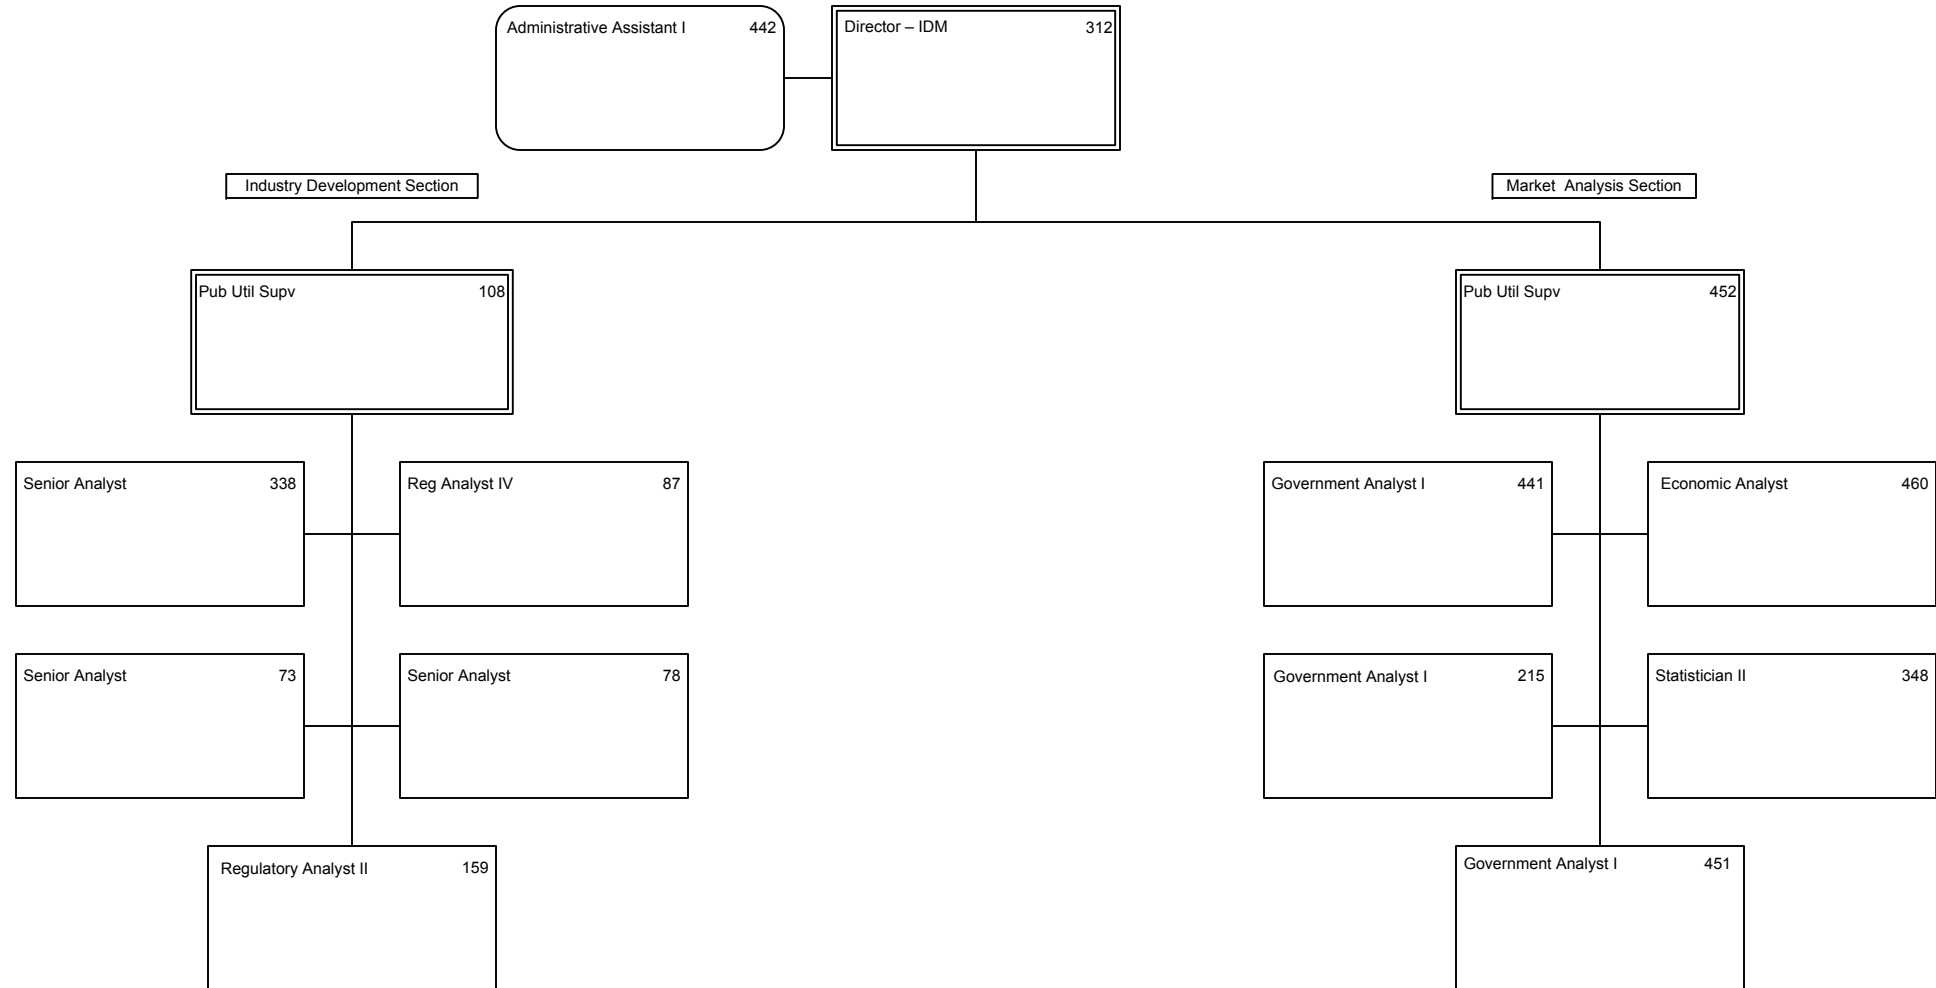 Administrative Assistant I 442
Director – IDM 312
Industry Development Section
Market Analysis Section
Pub Util Supv 108
Pub Util Supv 452
Senior Analyst 338
Reg Analyst IV 87
Government Analyst I 441
Economic Analyst 460
Senior Analyst 73
Senior Analyst 78
Government Analyst I 215
Statistician II 348
Regulatory Analyst II 159
Government Analyst I 451